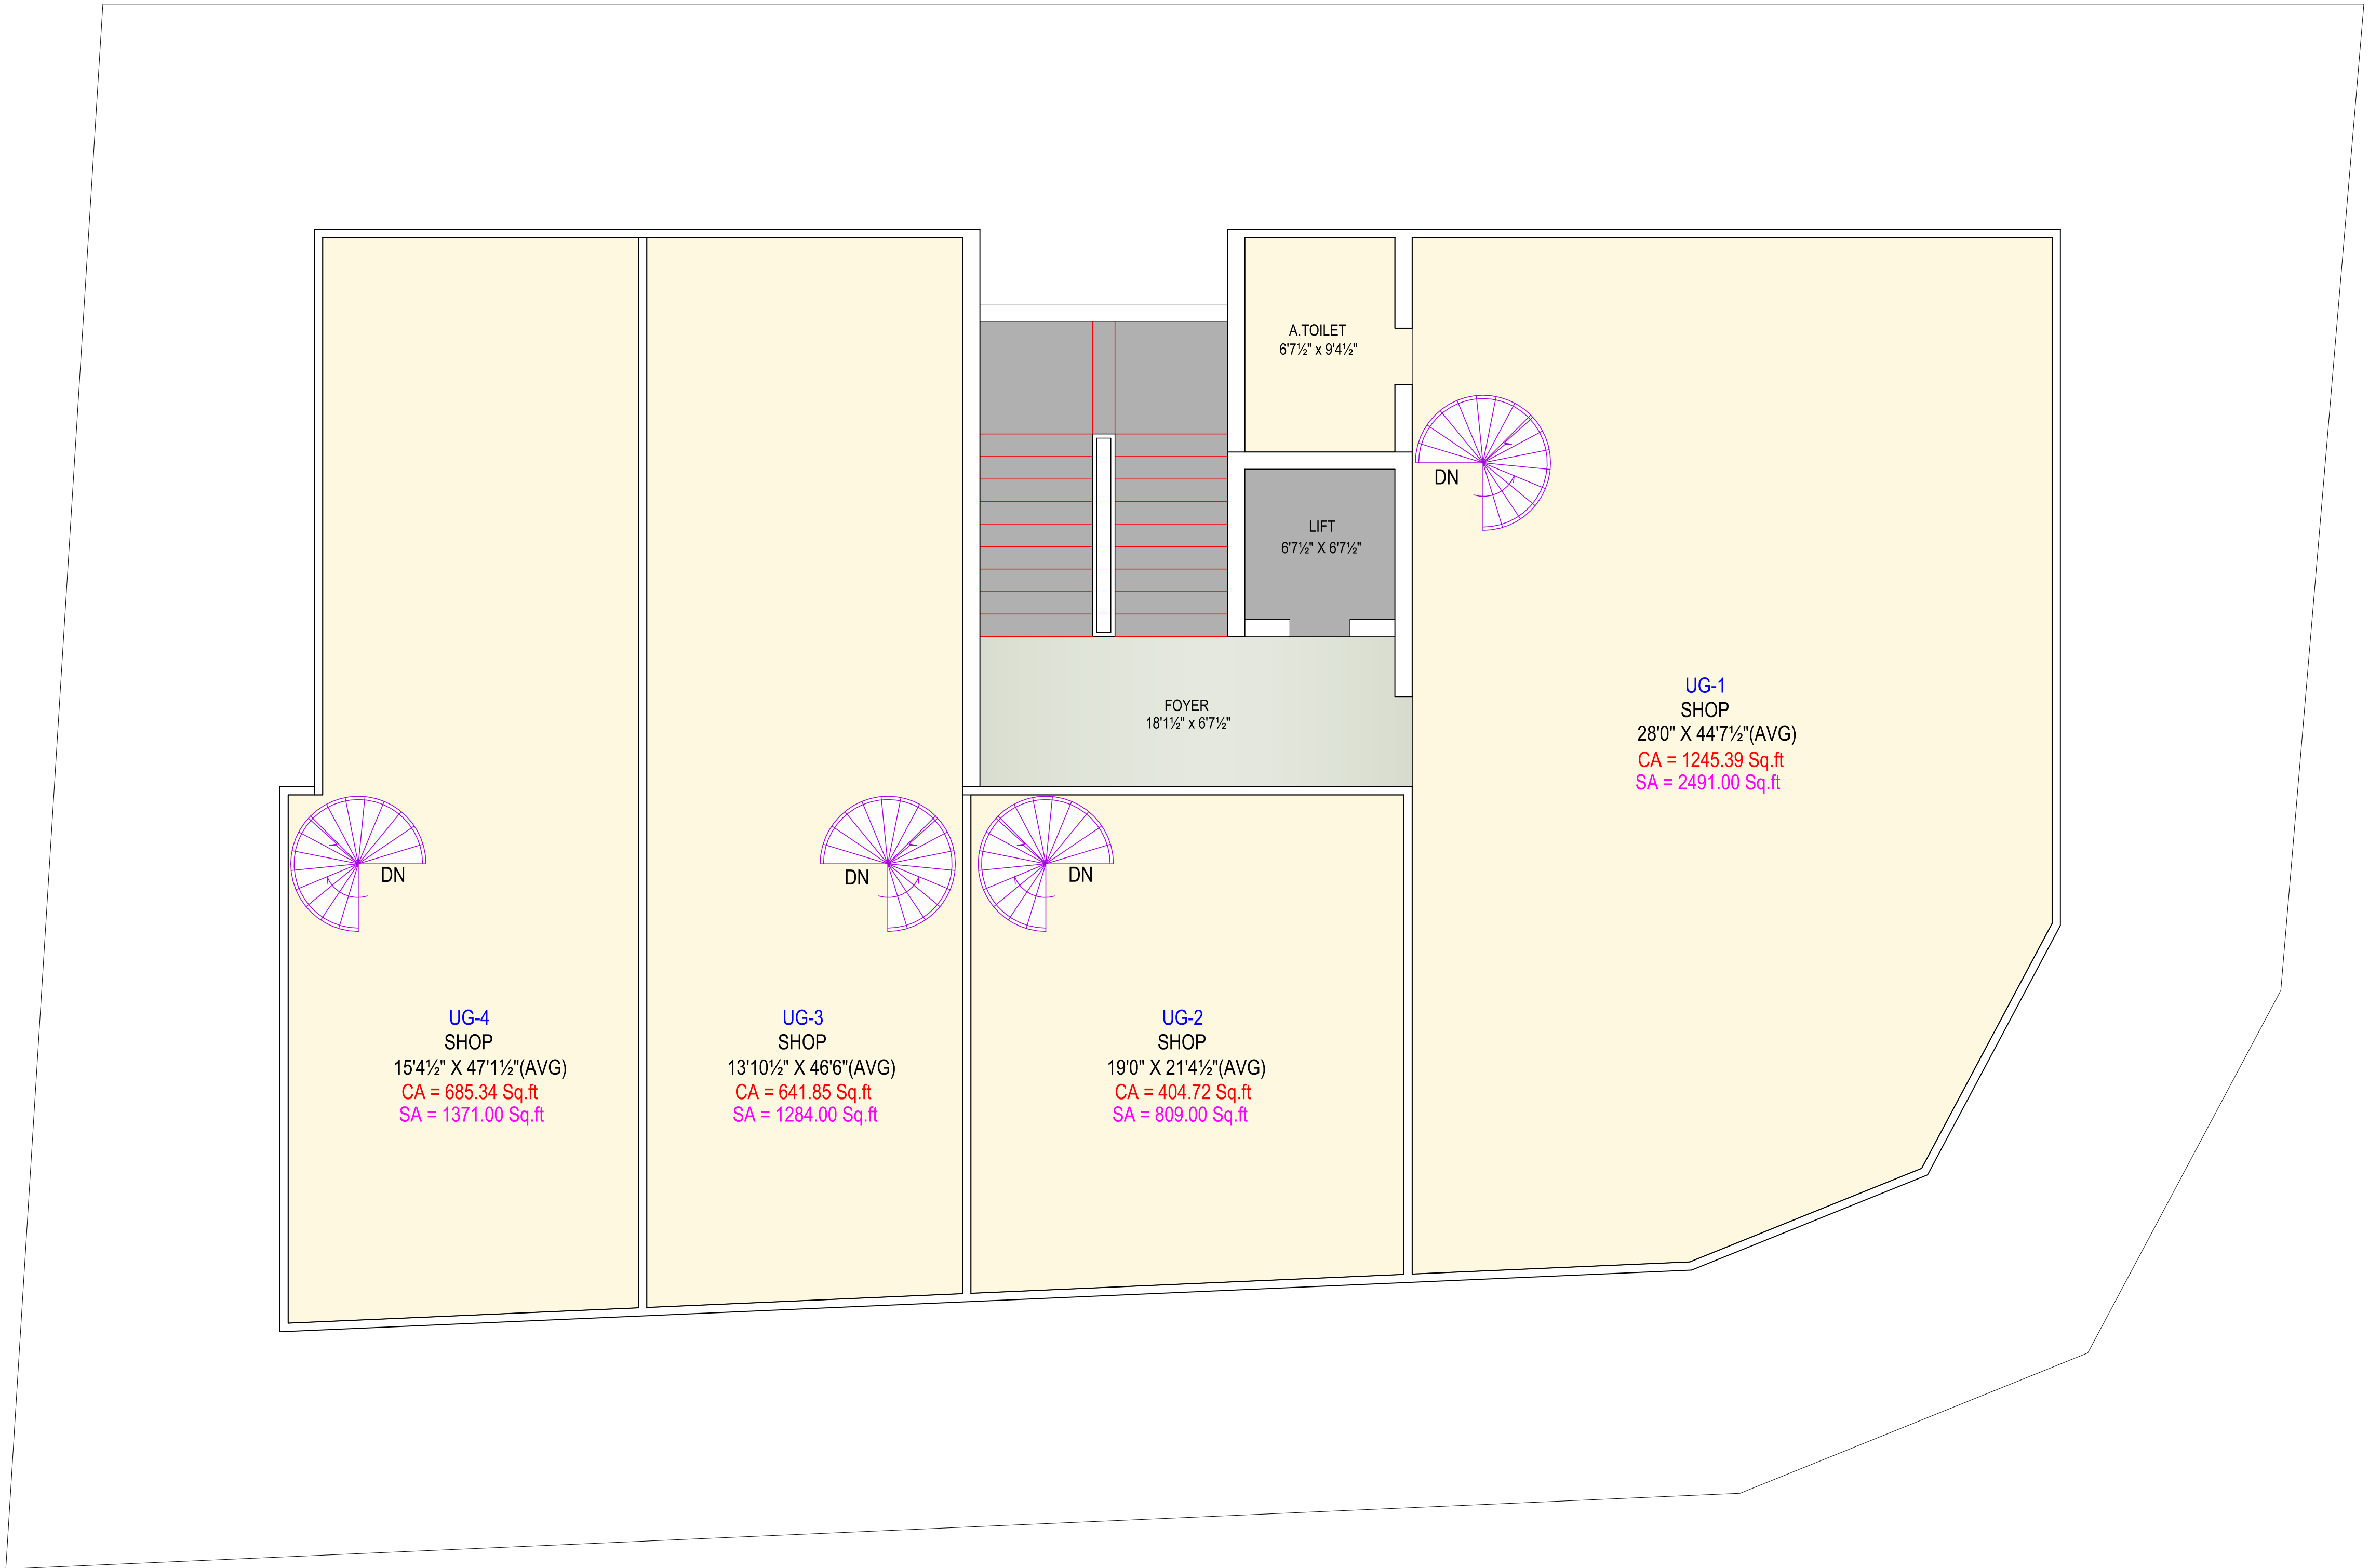 A.TOILET
6'7½" x 9'4½"
DN
LIFT
6'7½" X 6'7½"
FOYER
18'1½" x 6'7½"
UG-1
SHOP
28'0" X 44'7½"(AVG)
CA = 1245.39 Sq.ft
SA = 2491.00 Sq.ft
DN
DN
DN
UG-4
SHOP
15'4½" X 47'1½"(AVG)
CA = 685.34 Sq.ft
SA = 1371.00 Sq.ft
UG-3
SHOP
13'10½" X 46'6"(AVG)
CA = 641.85 Sq.ft
SA = 1284.00 Sq.ft
UG-2
SHOP
19'0" X 21'4½"(AVG)
CA = 404.72 Sq.ft
SA = 809.00 Sq.ft